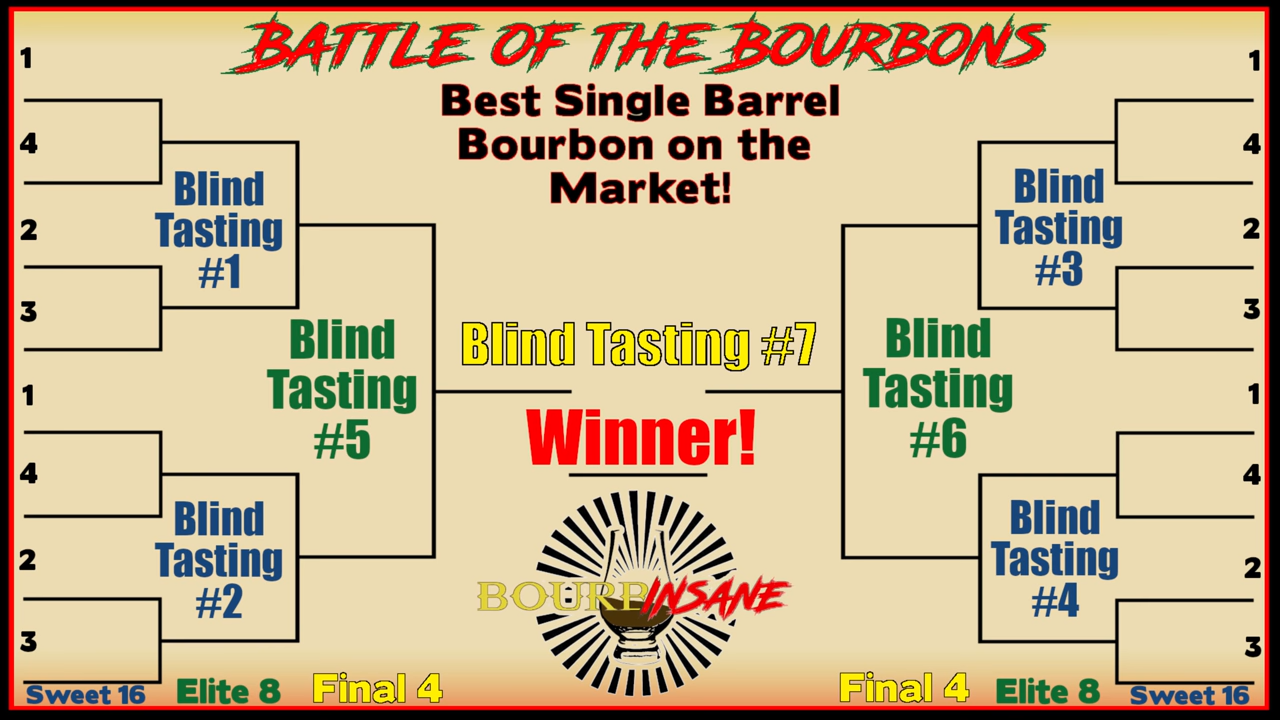 BATTLE OF THE BOURBONS
Best Single Barrel
Bourbon on the
Market!
1
4
2
3
1
4
2
3
Blind
Tasting
#1
Blind
Tasting
#2
Blind
Tasting
#5
Blind Tasting #7
Winner!
BOURBINSANE
Blind
Tasting
#6
Blind
Tasting
#3
Blind
Tasting
#4
1
4
2
3
1
4
2
3
Sweet 16
Elite 8
Final 4
Final 4
Elite 8
Sweet 16